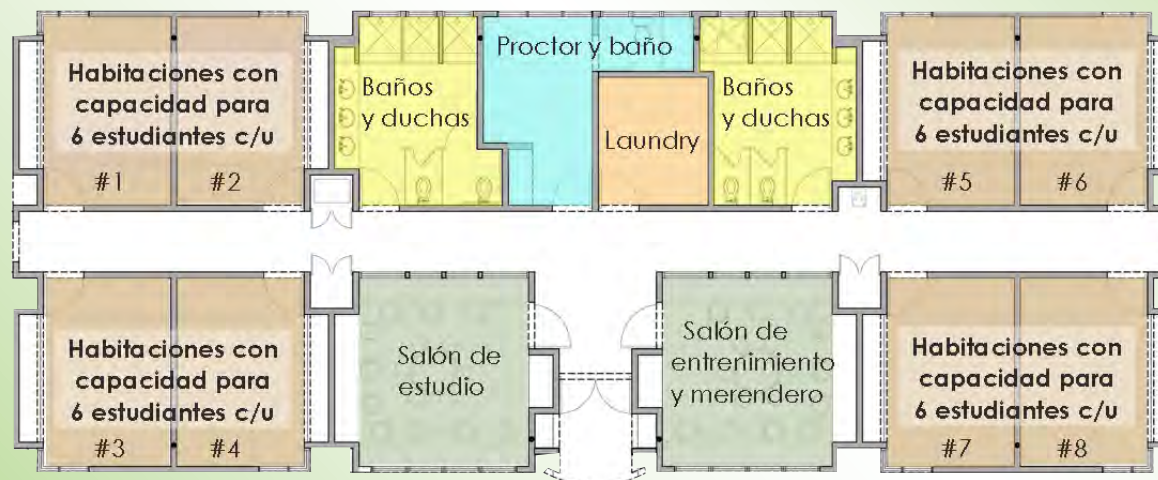 Habitaciones con
capacidad para
6 estudiantes c/u
#1 #2
Baños
y duchas
Proctor y baño
Laundry
Baños
y duchas
Habitaciones con
capacidad para
6 estudiantes c/u
#5 #6
Habitaciones con
capacidad para
6 estudiantes c/u
#3 #4
Salón de
estudio
Salón de
entrenimiento
y merendero
Habitaciones con
capacidad para
6 estudiantes c/u
#7 #8